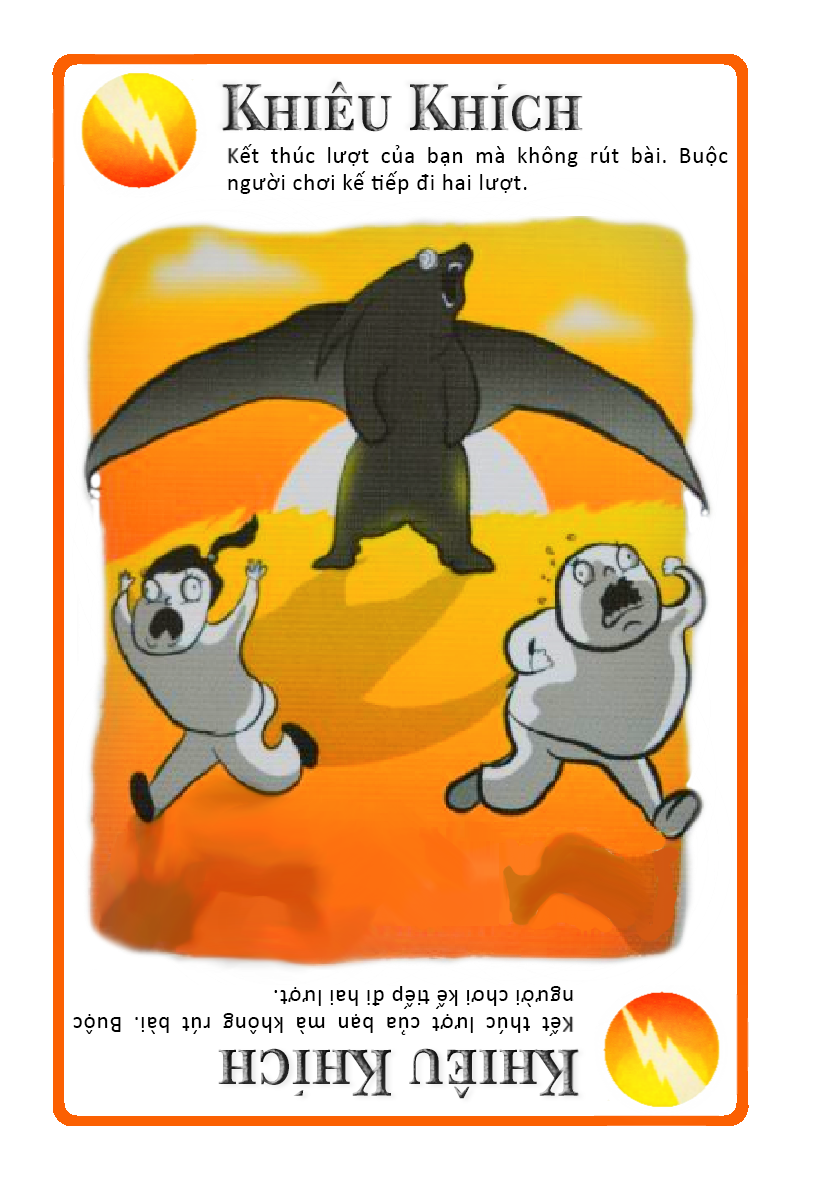 KHIÊU KHÍCH
Kết thúc lượt của bạn mà không rút bài. Buộc
người chơi kế tiếp đi hai lượt.
KHIÊU KHÍCH
Kết thúc lượt của bạn mà không rút bài. Buộc
người chơi kế tiếp đi hai lượt.